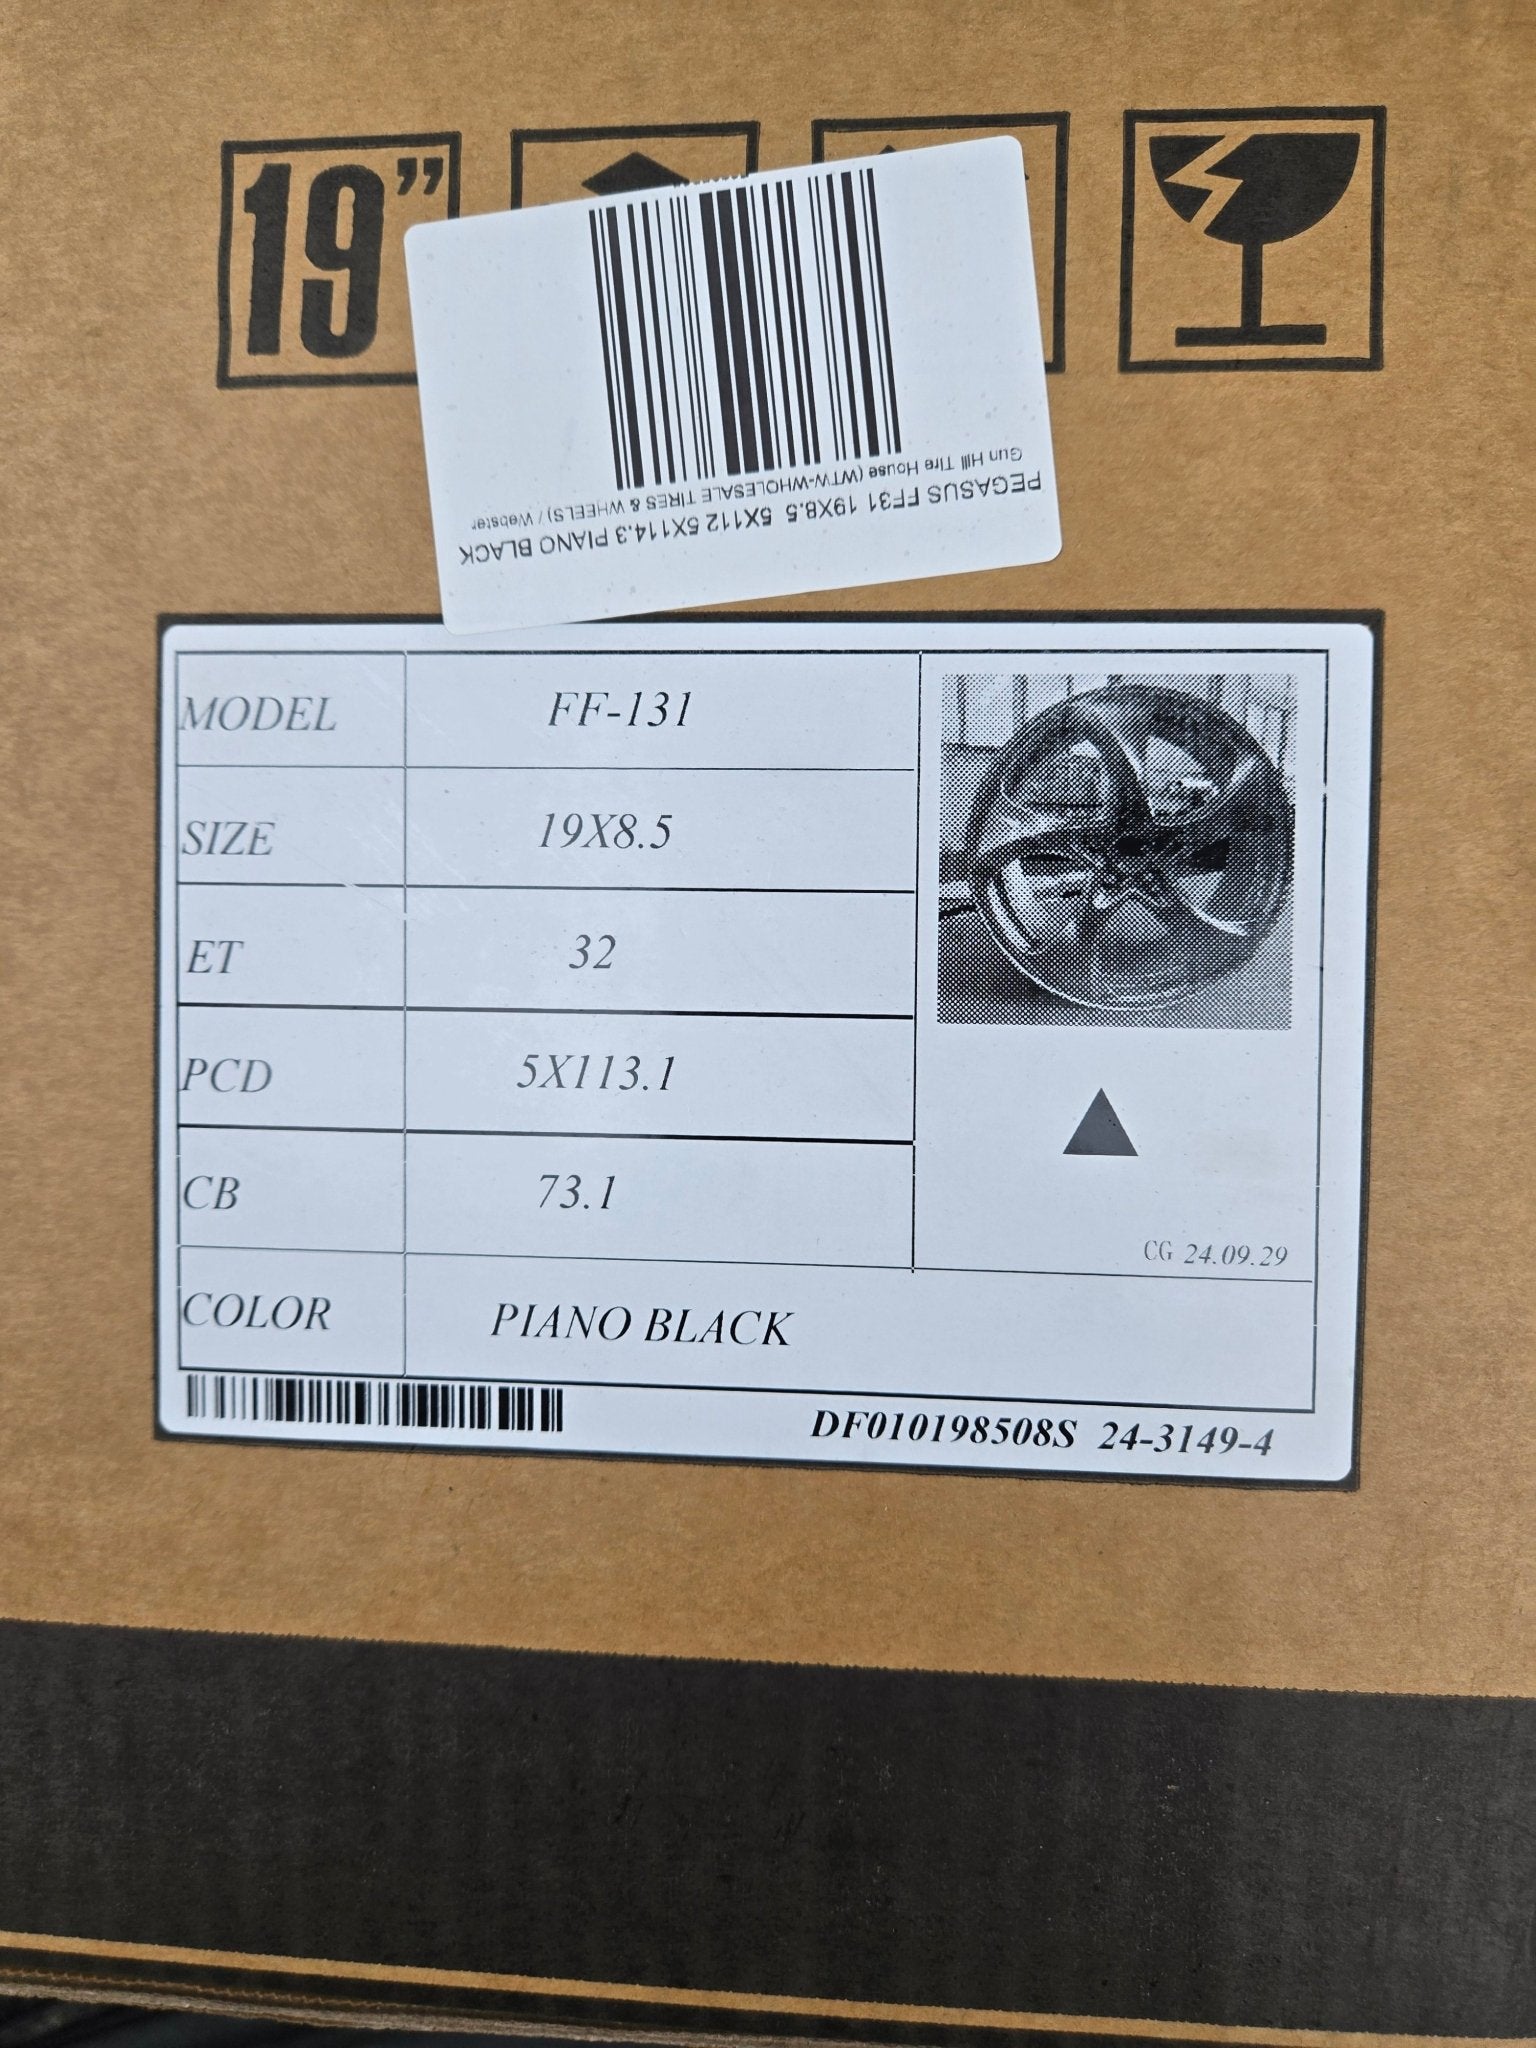 19”
PEGASUS FF31 19X8.5 5X112 5X114.3 PIANO BLACK
Gun Hill Tire House (WTW-WHOLESALE TIRES & WHEELS) / Webster
MODEL FF-131
SIZE 19X8.5
ET 32
PCD 5X113.1
CB 73.1
CG 24.09.29
COLOR PIANO BLACK
DF010198508S 24-3149-4